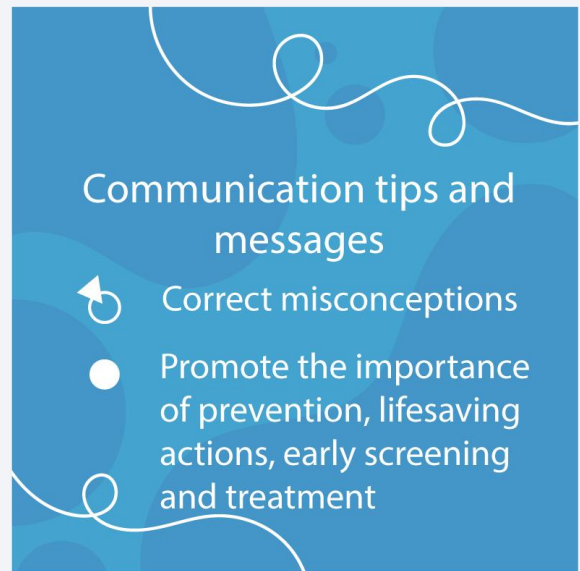 Communication tips and
messages
Correct misconceptions
Promote the importance
of prevention, lifesaving
actions, early screening
and treatment